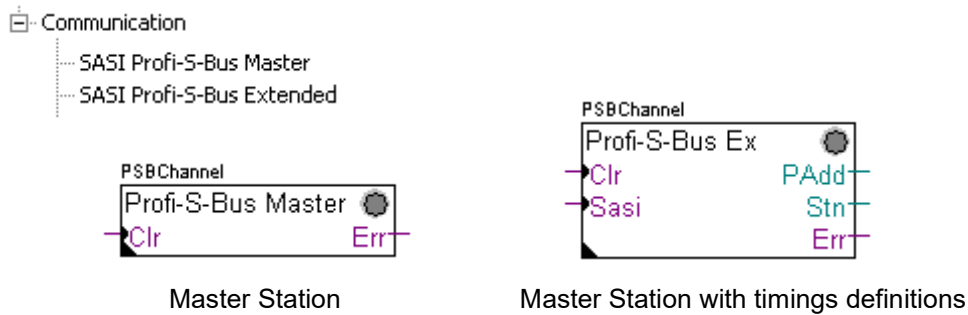 Communication
SASI Profi-S-Bus Master
SASI Profi-S-Bus Extended
PSBChannel
Profi-S-Bus Master
Clr Err
Master Station
PSBChannel
Profi-S-Bus Ex
Clr PAdd
Sasi Stn
Err
Master Station with timings definitions